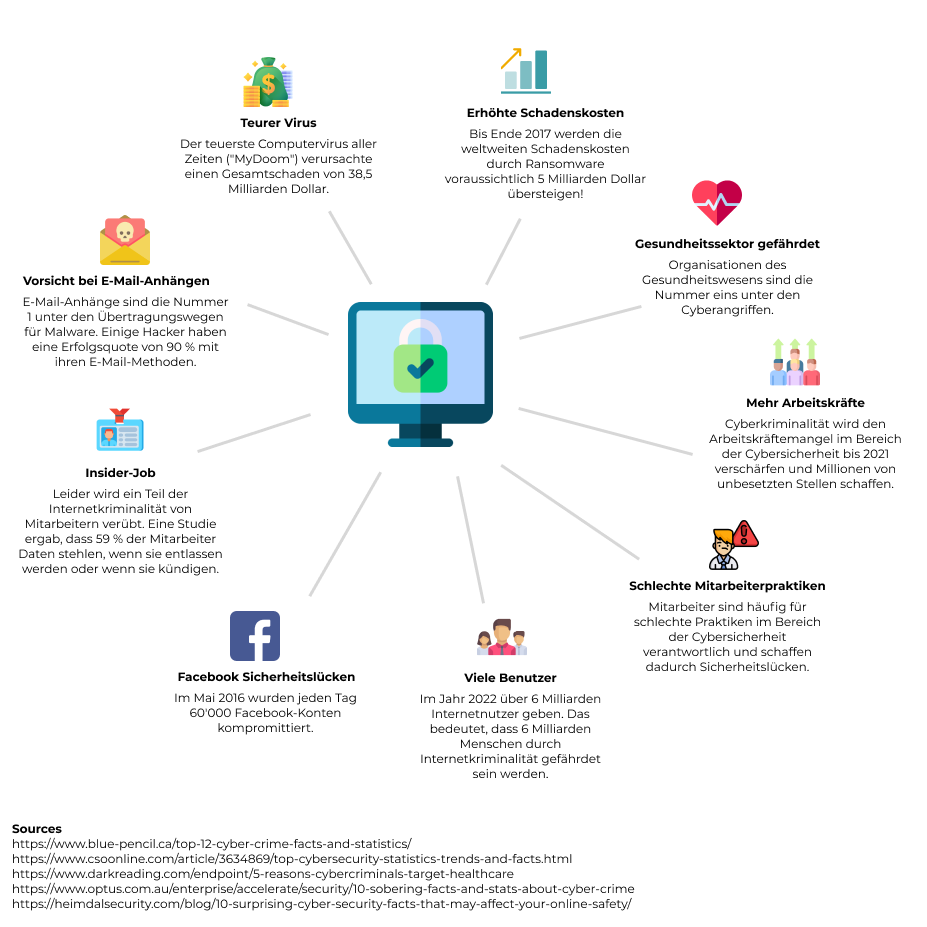 Teurer Virus
Der teuerste Computervirus aller
Zeiten ("MyDoom") verursachte
einen Gesamtschaden von 38,5
Milliarden Dollar.
Erhöhte Schadenskosten
Bis Ende 2017 werden die
weltweiten Schadenskosten
durch Ransomware
voraussichtlich 5 Milliarden Dollar
übersteigen!
Gesundheitssektor gefährdet
Organisationen des
Gesundheitswesens sind die
Nummer eins unter den
Cyberangriffen.
Mehr Arbeitskräfte
Cyberkriminalität wird den
Arbeitskräftemangel im Bereich
der Cybersicherheit bis 2021
verschärfen und Millionen von
unbesetzten Stellen schaffen.
Schlechte Mitarbeiterpraktiken
Mitarbeiter sind häufig für
schlechte Praktiken im Bereich
der Cybersicherheit
verantwortlich und schaffen
dadurch Sicherheitslücken.
Viele Benutzer
Im Jahr 2022 über 6 Milliarden
Internetnutzer geben. Das
bedeutet, dass 6 Milliarden
Menschen durch
Internetkriminalität gefährdet
sein werden.
Facebook Sicherheitslücken
Im Mai 2016 wurden jeden Tag
60'000 Facebook-Konten
kompromittiert.
Insider-Job
Leider wird ein Teil der
Internetkriminalität von
Mitarbeitern verübt. Eine Studie
ergab, dass 59 % der Mitarbeiter
Daten stehlen, wenn sie entlassen
werden oder wenn sie kündigen.
Vorsicht bei E-Mail-Anhängen
E-Mail-Anhänge sind die Nummer
1 unter den Übertragungswegen
für Malware. Einige Hacker haben
eine Erfolgsquote von 90 % mit
ihren E-Mail-Methoden.
Sources
https://www.blue-pencil.ca/top-12-cyber-crime-facts-and-statistics/
https://www.csoonline.com/article/3634869/top-cybersecurity-statistics-trends-and-facts.html
https://www.darkreading.com/endpoint/5-reasons-cybercriminals-target-healthcare
https://www.optus.com.au/enterprise/accelerate/security/10-sobering-facts-and-stats-about-cyber-crime
https://heimdalsecurity.com/blog/10-surprising-cyber-security-facts-that-may-affect-your-online-safety/